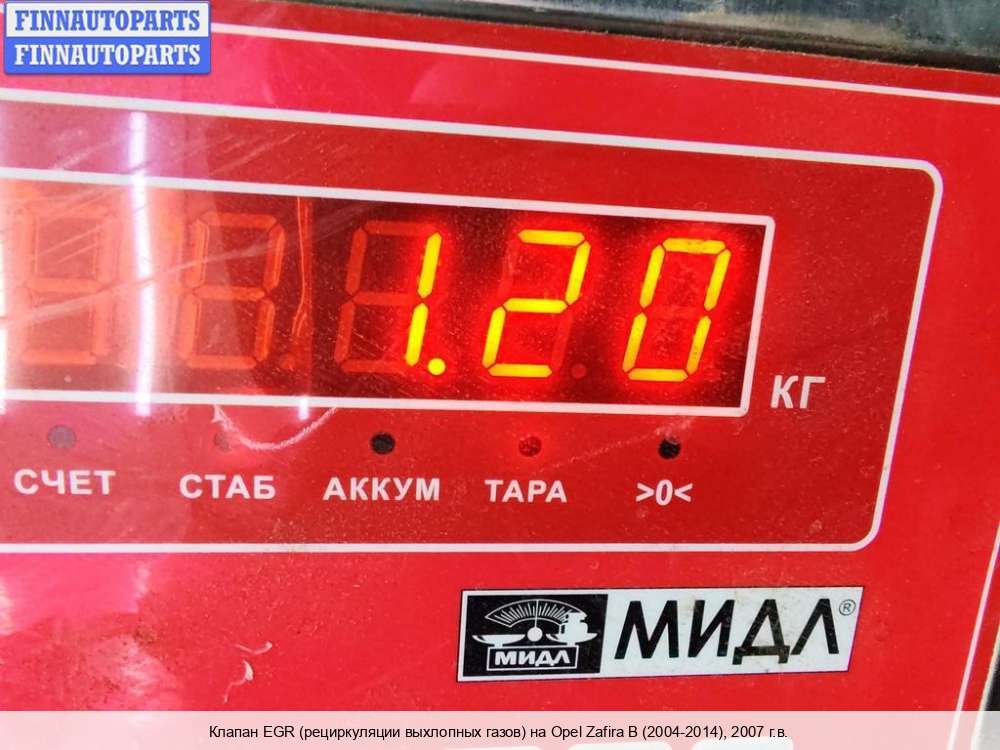 FINNAUTOPARTS
FINNAUTOPARTS
1.20
КГ
СЧЕТ СТАБ АККУМ ТАРА >0<
МИДЛ МИДЛ®
Клапан EGR (рециркуляции выхлопных газов) на Opel Zafira B (2004-2014), 2007 г.в.